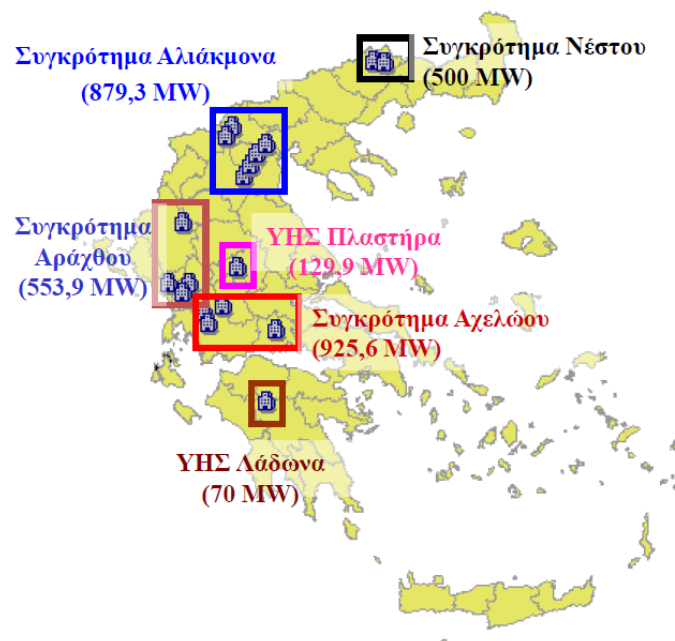 Συγκρότημα Αλιάκμονα
(879,3 MW)
Συγκρότημα Νέστου
(500 MW)
Συγκρότημα
Αράχθου
(553,9 MW)
ΥΗΣ Πλαστήρα
(129,9 MW)
Συγκρότημα Αχελώου
(925,6 MW)
ΥΗΣ Λάδωνα
(70 MW)